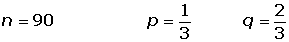 n = 90 p = 1/3 q = 2/3